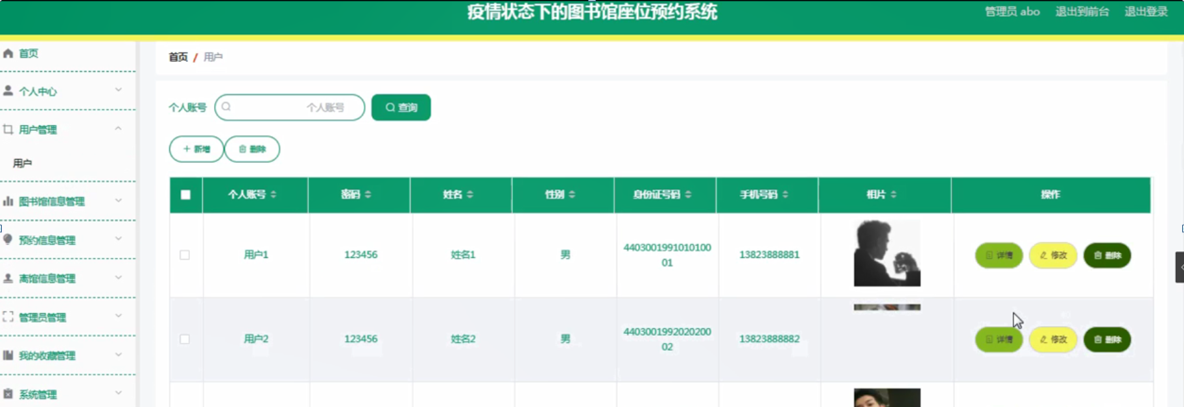 疫情状态下的图书馆座位预约系统
管理员 abo 退出到前台 退出登录
首页
个人中心
用户管理
用户
图书馆信息管理
预约信息管理
离馆信息管理
管理员管理
我的收藏管理
系统管理
首页 / 用户
个人账号 个人账号 查询
+ 新增 删除
个人账号 密码 姓名 性别 身份证号码 手机号码 相片 操作
用户1 123456 姓名1 男 4403001991010100 13823888881 详情 修改 删除
01
用户2 123456 姓名2 男 4403001992020200 13823888882 详情 修改 删除
02